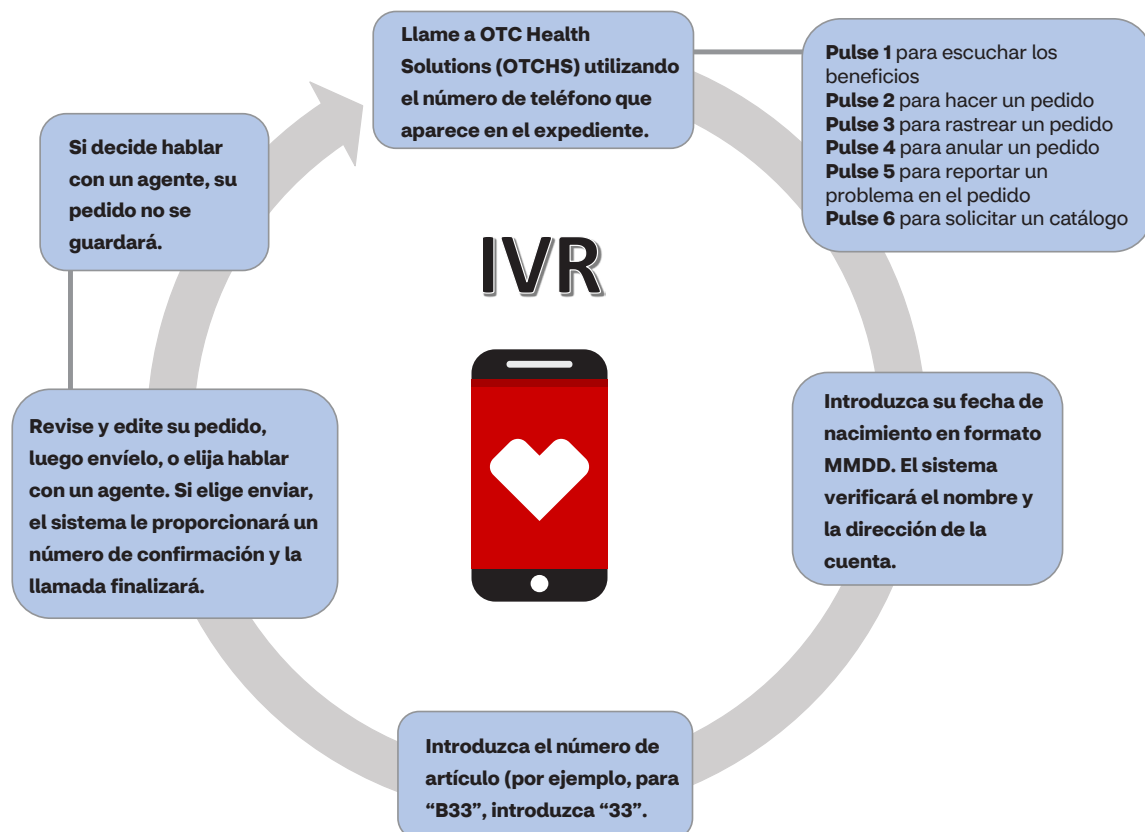 Llame a OTC Health
Solutions (OTCHS) utilizando
el número de teléfono que
aparece en el expediente.
Pulse 1 para escuchar los
beneficios
Pulse 2 para hacer un pedido
Pulse 3 para rastrear un pedido
Pulse 4 para anular un pedido
Pulse 5 para reportar un
problema en el pedido
Pulse 6 para solicitar un catálogo
Si decide hablar
con un agente, su
pedido no se
guardará.
IVR
Introduzca su fecha de
nacimiento en formato
MMDD. El sistema
verificará el nombre y
la dirección de la
cuenta.
Revise y edite su pedido,
luego envíelo, o elija hablar
con un agente. Si elige enviar,
el sistema le proporcionará un
número de confirmación y la
llamada finalizará.
Introduzca el número de
artículo (por ejemplo, para
“B33”, introduzca “33”.